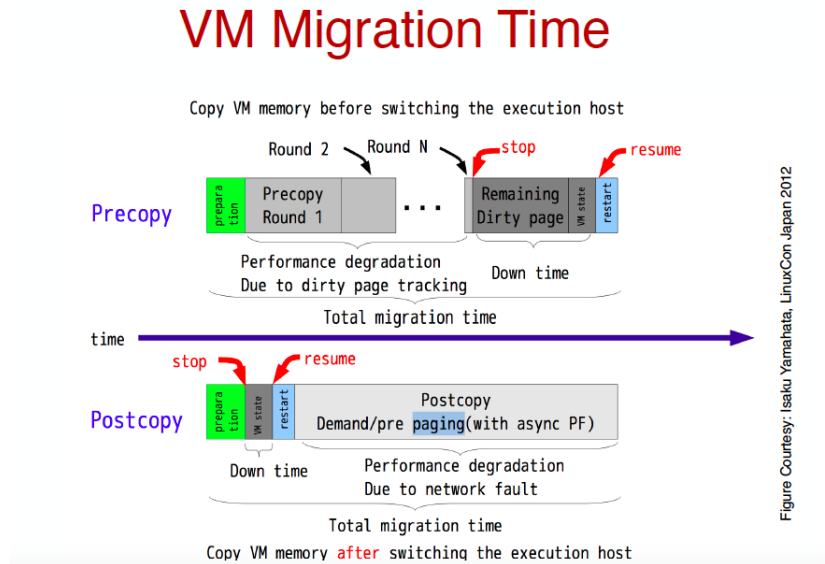 VM Migration Time
Copy VM memory before switching the execution host
Round 2
Round N
stop
resume
Precopy
prepara
tion
Precopy
Round 1
...
Remaining
Dirty page
VM state
restart
Performance degradation
Due to dirty page tracking
Down time
Total migration time
time
stop
resume
Postcopy
prepara
tion
VM state
restart
Postcopy
Demand/pre paging(with async PF)
Down time
Performance degradation
Due to network fault
Total migration time
Copy VM memory after switching the execution host
Figure Courtesy: Isaku Yamahata, LinuxCon Japan 2012